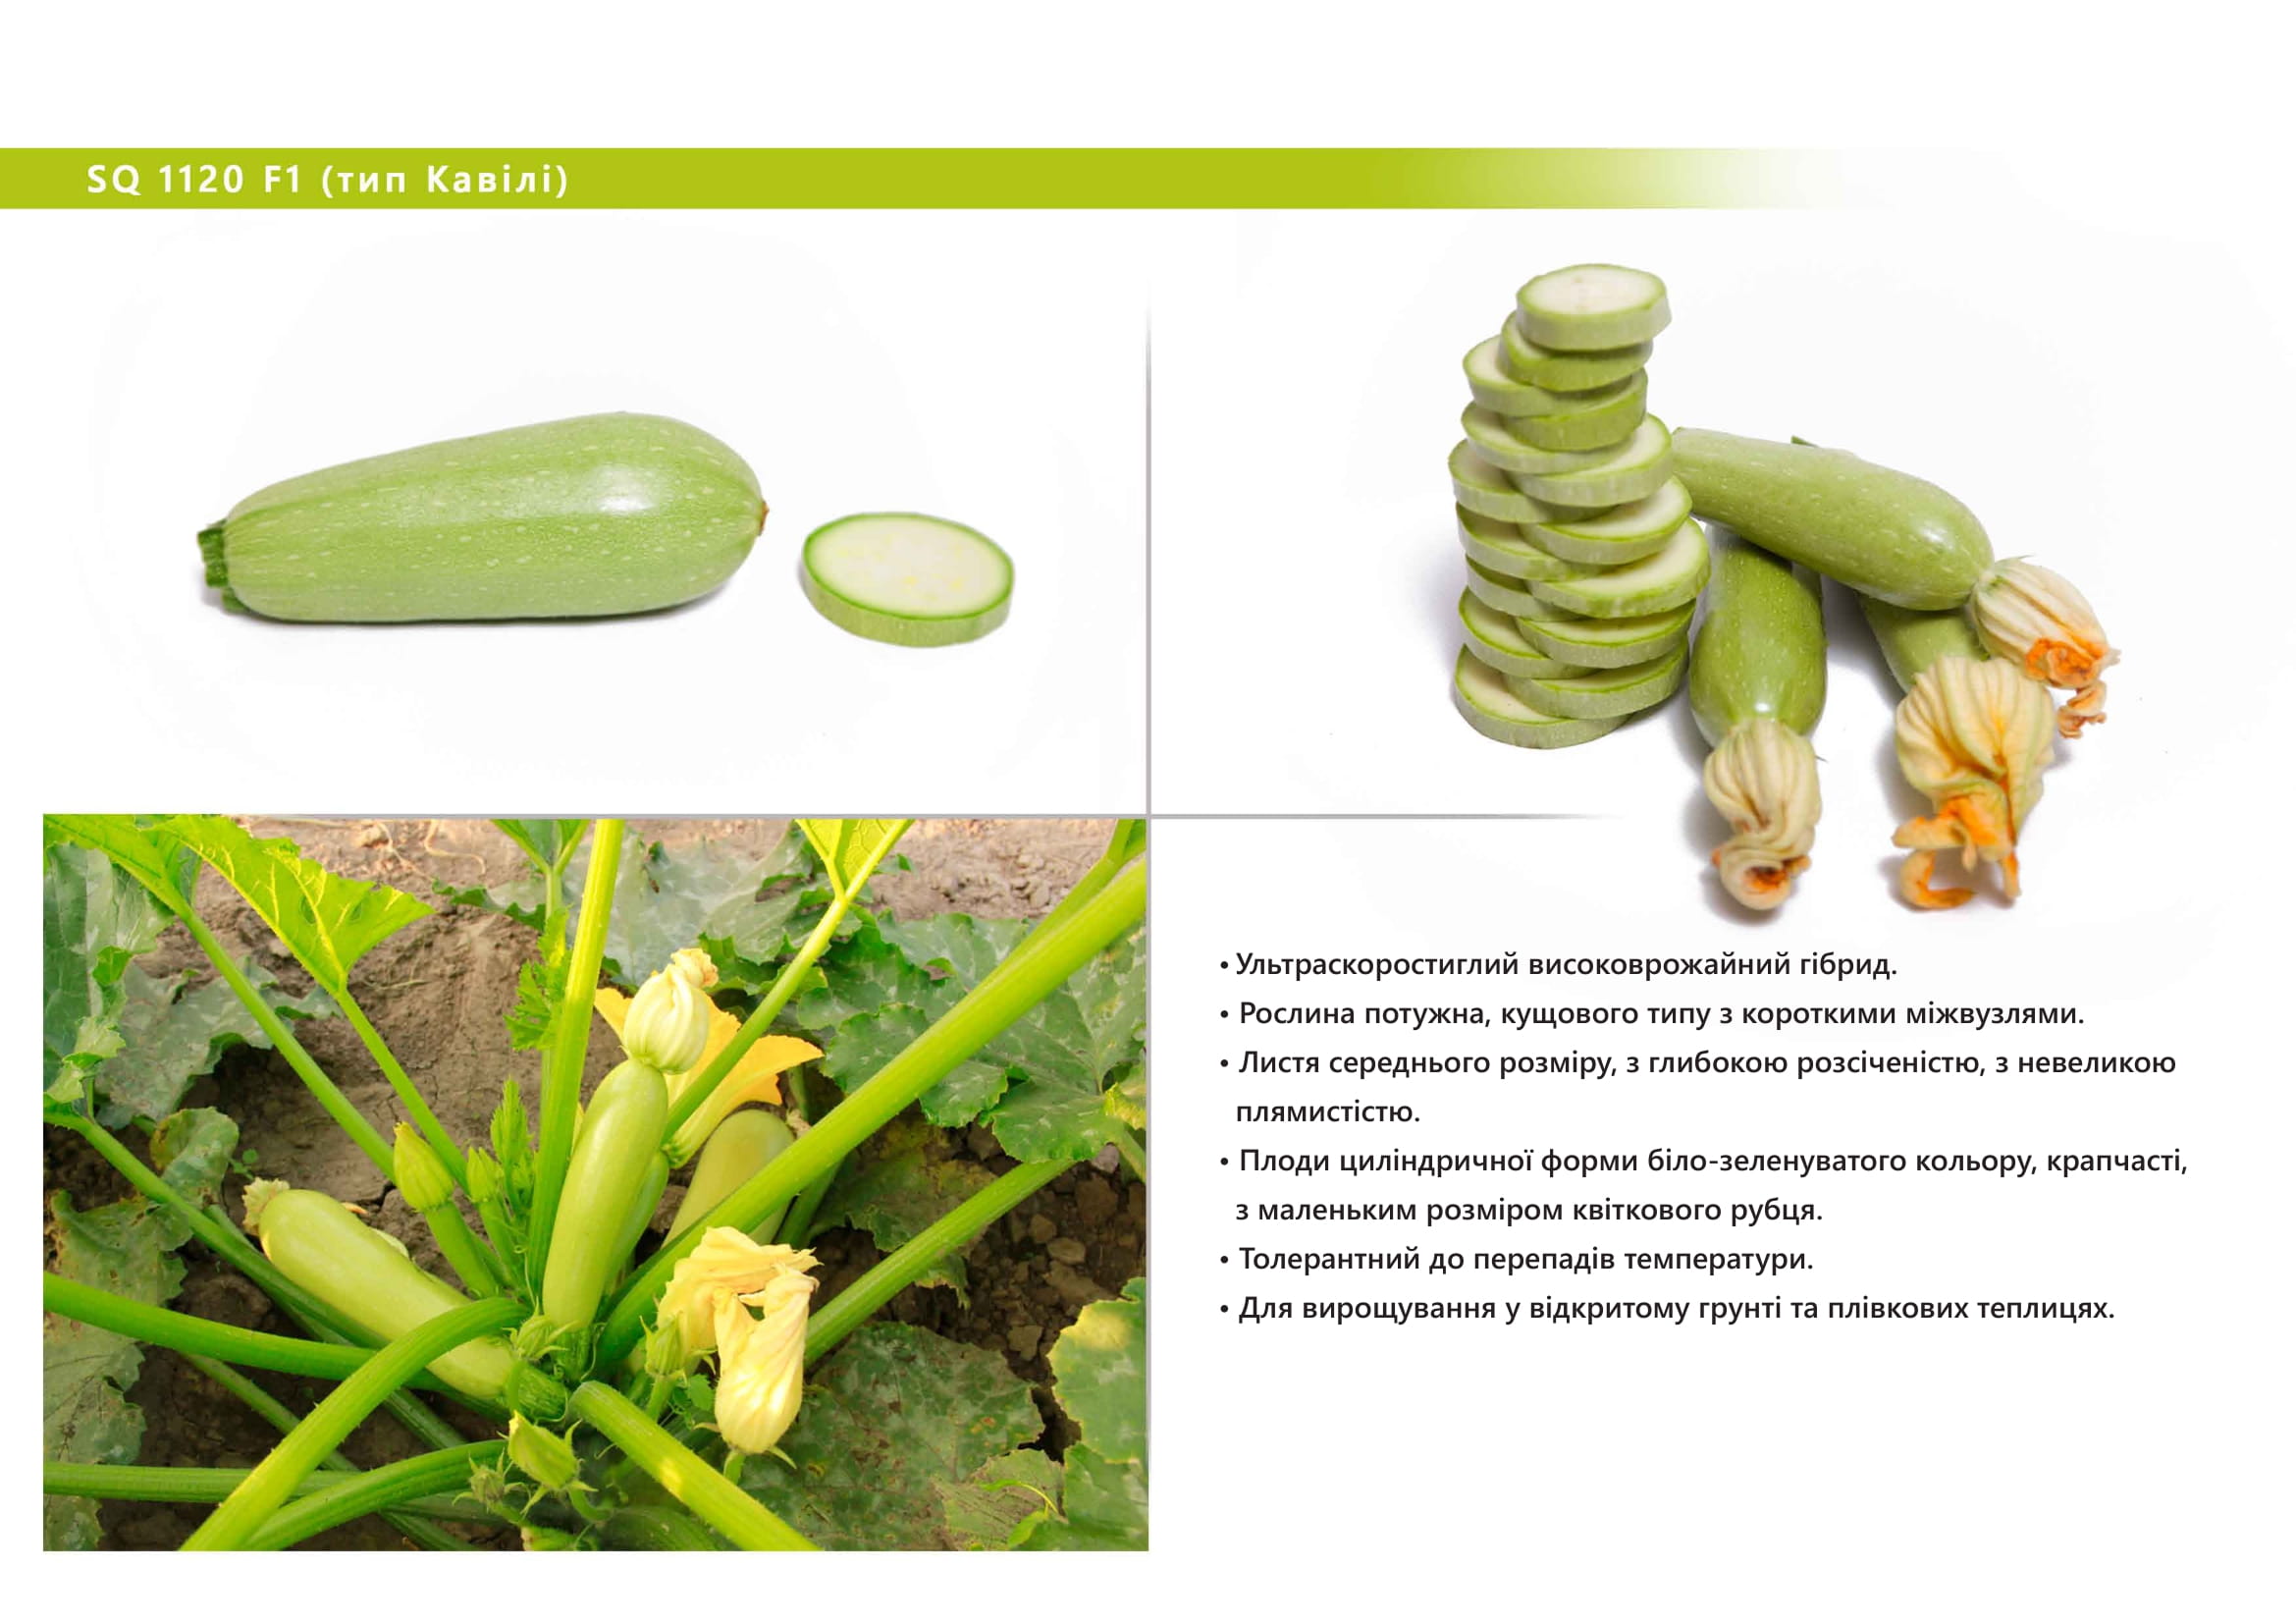 SQ 1120 F1 (тип Кавілі)
• Ультраскоростиглий високоврожайний гібрид.
• Рослина потужна, кущового типу з короткими міжвузлями.
• Листя середнього розміру, з глибокою розсіченістю, з невеликою
плямистістю.
• Плоди циліндричної форми біло-зеленуватого кольору, крапчасті,
з маленьким розміром квіткового рубця.
• Толерантний до перепадів температури.
• Для вирощування у відкритому грунті та плівкових теплицях.